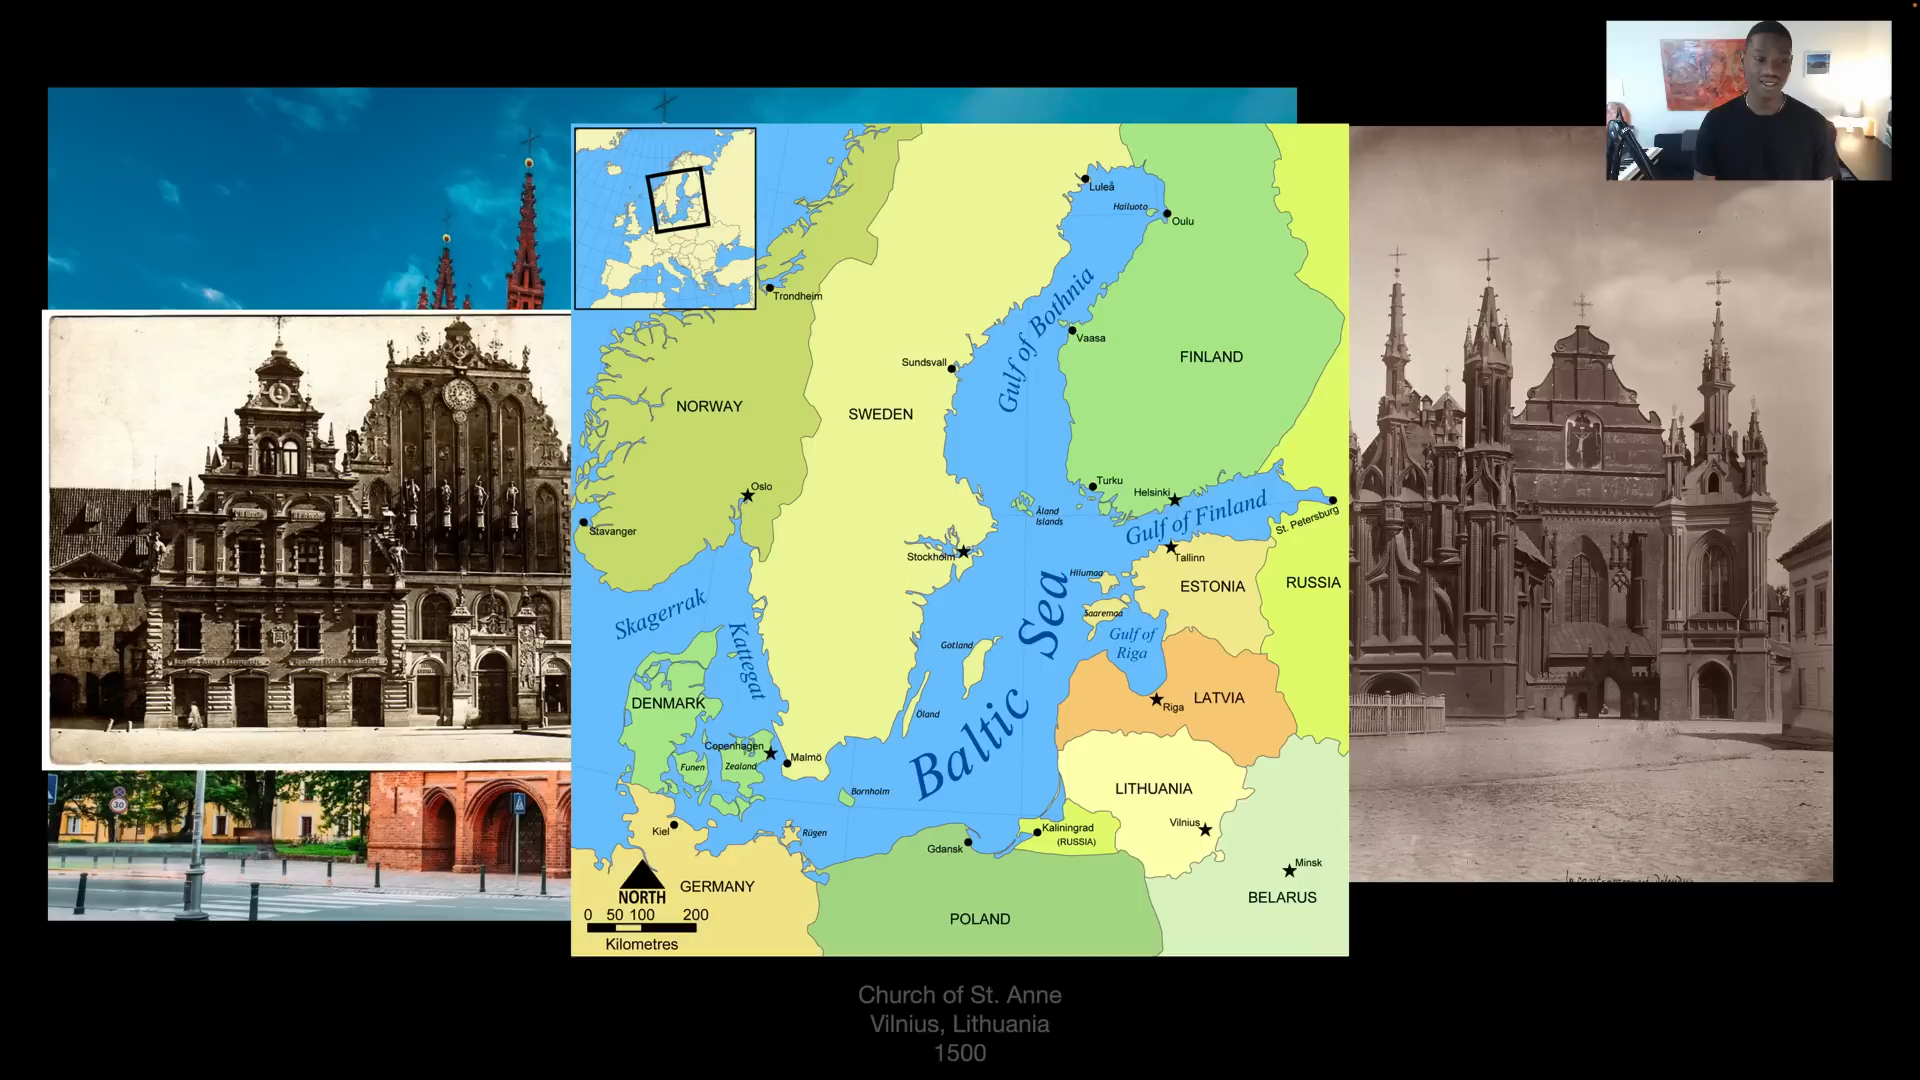 Luleå
Hailuoto
Oulu
Trondheim
Gulf of Bothnia
Vaasa
Sundsvall
FINLAND
NORWAY
SWEDEN
Oslo
Turku
Helsinki
Åland
Islands
Gulf of Finland
St. Petersburg
Stavanger
Stockholm
Tallinn
Hiiumaa
ESTONIA
RUSSIA
Skagerrak
Saaremaa
Kattegat
Gotland
Gulf of
Riga
Baltic Sea
DENMARK
LATVIA
Riga
Öland
Copenhagen
Malmö
Funen
Zealand
Bornholm
LITHUANIA
Vilnius
Kiel
Rügen
Kaliningrad
(RUSSIA)
Gdansk
Minsk
GERMANY
BELARUS
NORTH
0 50 100 200
Kilometres
POLAND
30
Church of St. Anne
Vilnius, Lithuania
1500